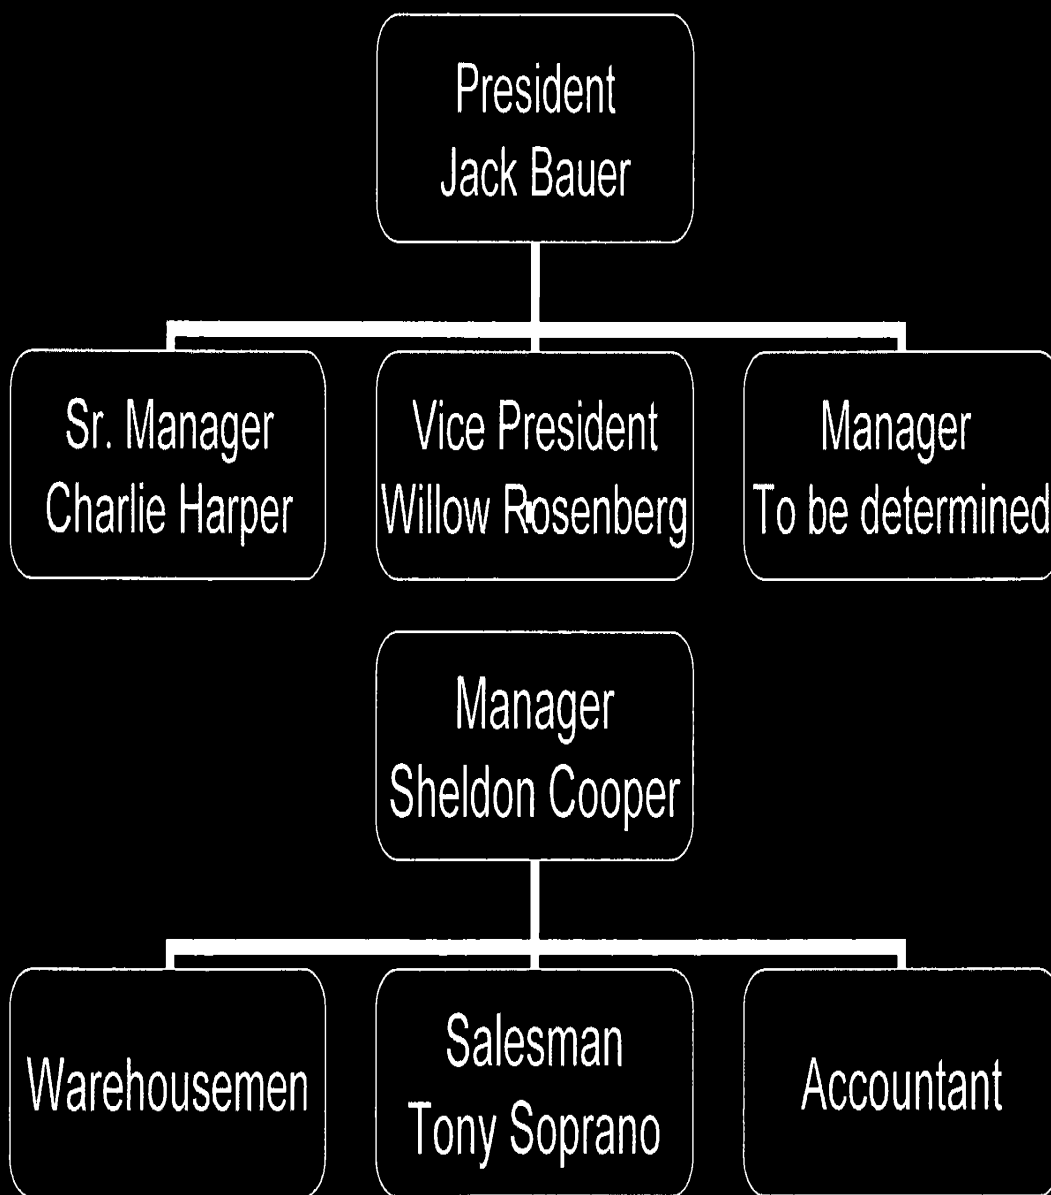 President
Jack Bauer
Sr. Manager
Charlie Harper
Vice President
Willow Rosenberg
Manager
To be determined
Manager
Sheldon Cooper
Warehousemen
Salesman
Tony Soprano
Accountant